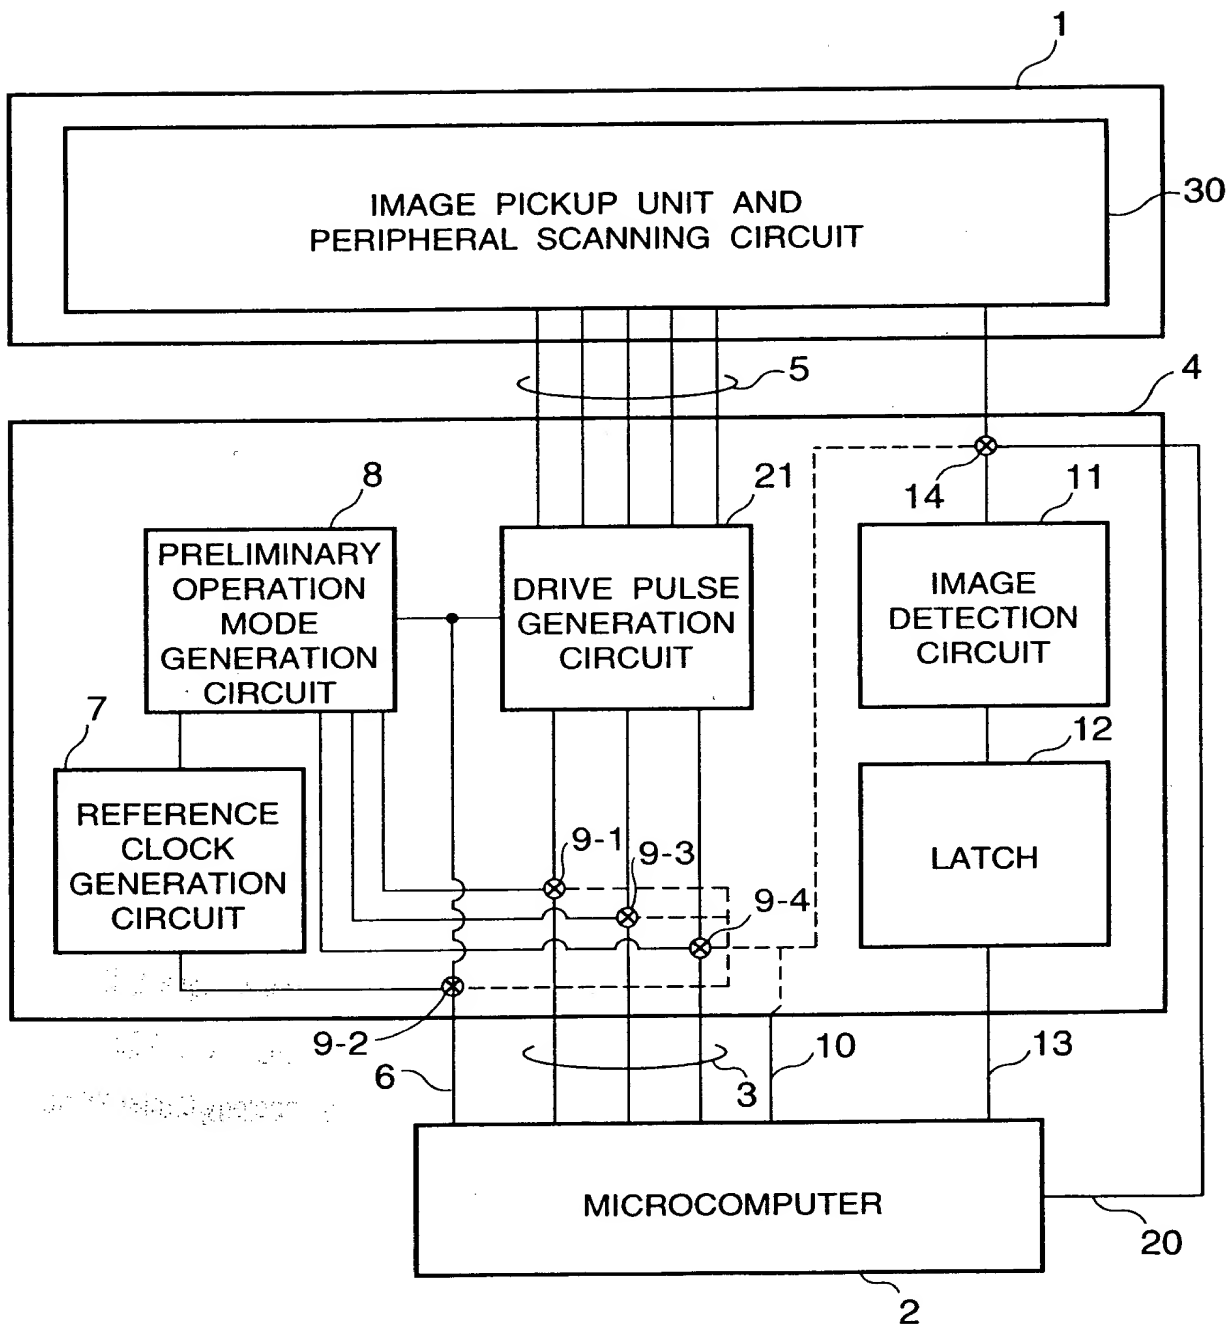 1
IMAGE PICKUP UNIT AND
PERIPHERAL SCANNING CIRCUIT
30
5
4
14
8
21
11
PRELIMINARY
OPERATION
MODE
GENERATION
CIRCUIT
DRIVE PULSE
GENERATION
CIRCUIT
IMAGE
DETECTION
CIRCUIT
7
12
REFERENCE
CLOCK
GENERATION
CIRCUIT
LATCH
9-1
9-3
9-4
9-2
6
3
10
13
MICROCOMPUTER
20
2